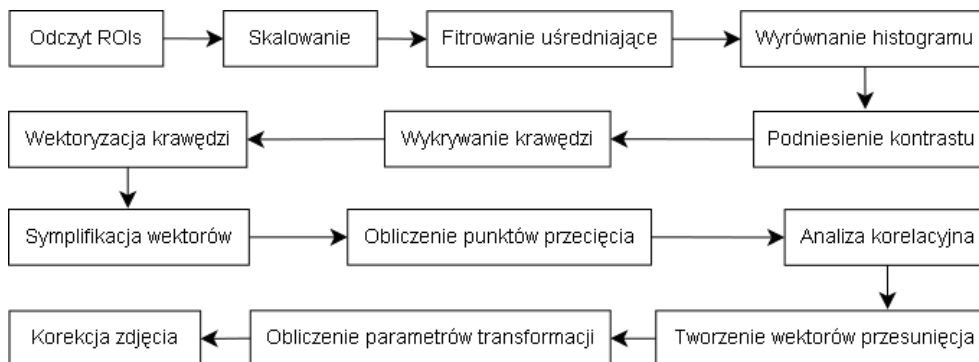 Odczyt ROIs
Skalowanie
Fitrowanie uśredniające
Wyrównanie histogramu
Podniesienie kontrastu
Wykrywanie krawędzi
Wektoryzacja krawędzi
Symplifikacja wektorów
Obliczenie punktów przecięcia
Analiza korelacyjna
Tworzenie wektorów przesunięcja
Obliczenie parametrów transformacji
Korekcja zdjęcia